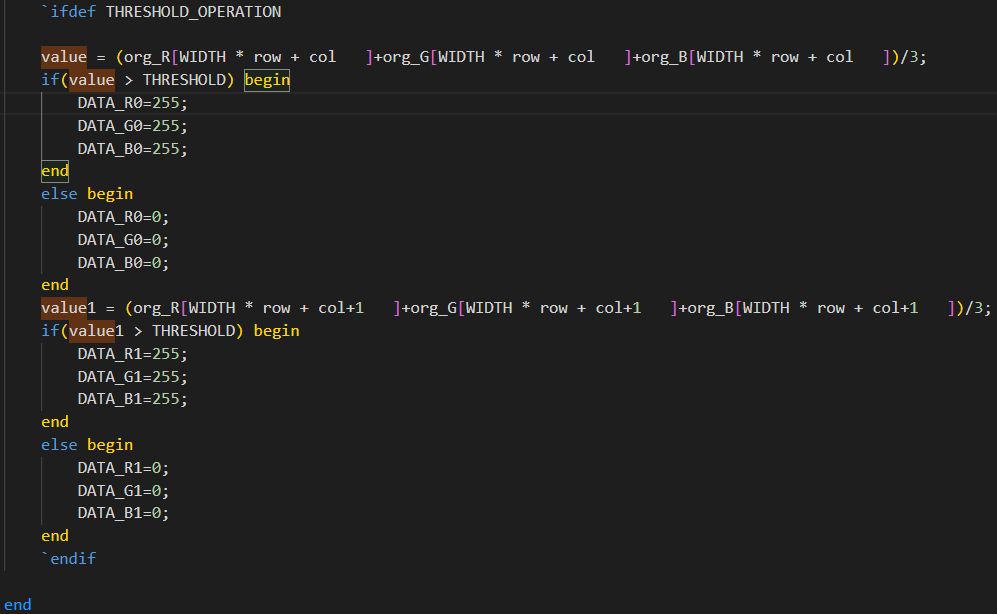 `ifdef THRESHOLD_OPERATION
value = (org_R[WIDTH * row + col   ]+org_G[WIDTH * row + col   ]+org_B[WIDTH * row + col   ])/3;
if(value > THRESHOLD) begin
DATA_R0=255;
DATA_G0=255;
DATA_B0=255;
end
else begin
DATA_R0=0;
DATA_G0=0;
DATA_B0=0;
end
value1 = (org_R[WIDTH * row + col+1   ]+org_G[WIDTH * row + col+1   ]+org_B[WIDTH * row + col+1   ])/3;
if(value1 > THRESHOLD) begin
DATA_R1=255;
DATA_G1=255;
DATA_B1=255;
end
else begin
DATA_R1=0;
DATA_G1=0;
DATA_B1=0;
end
`endif
end